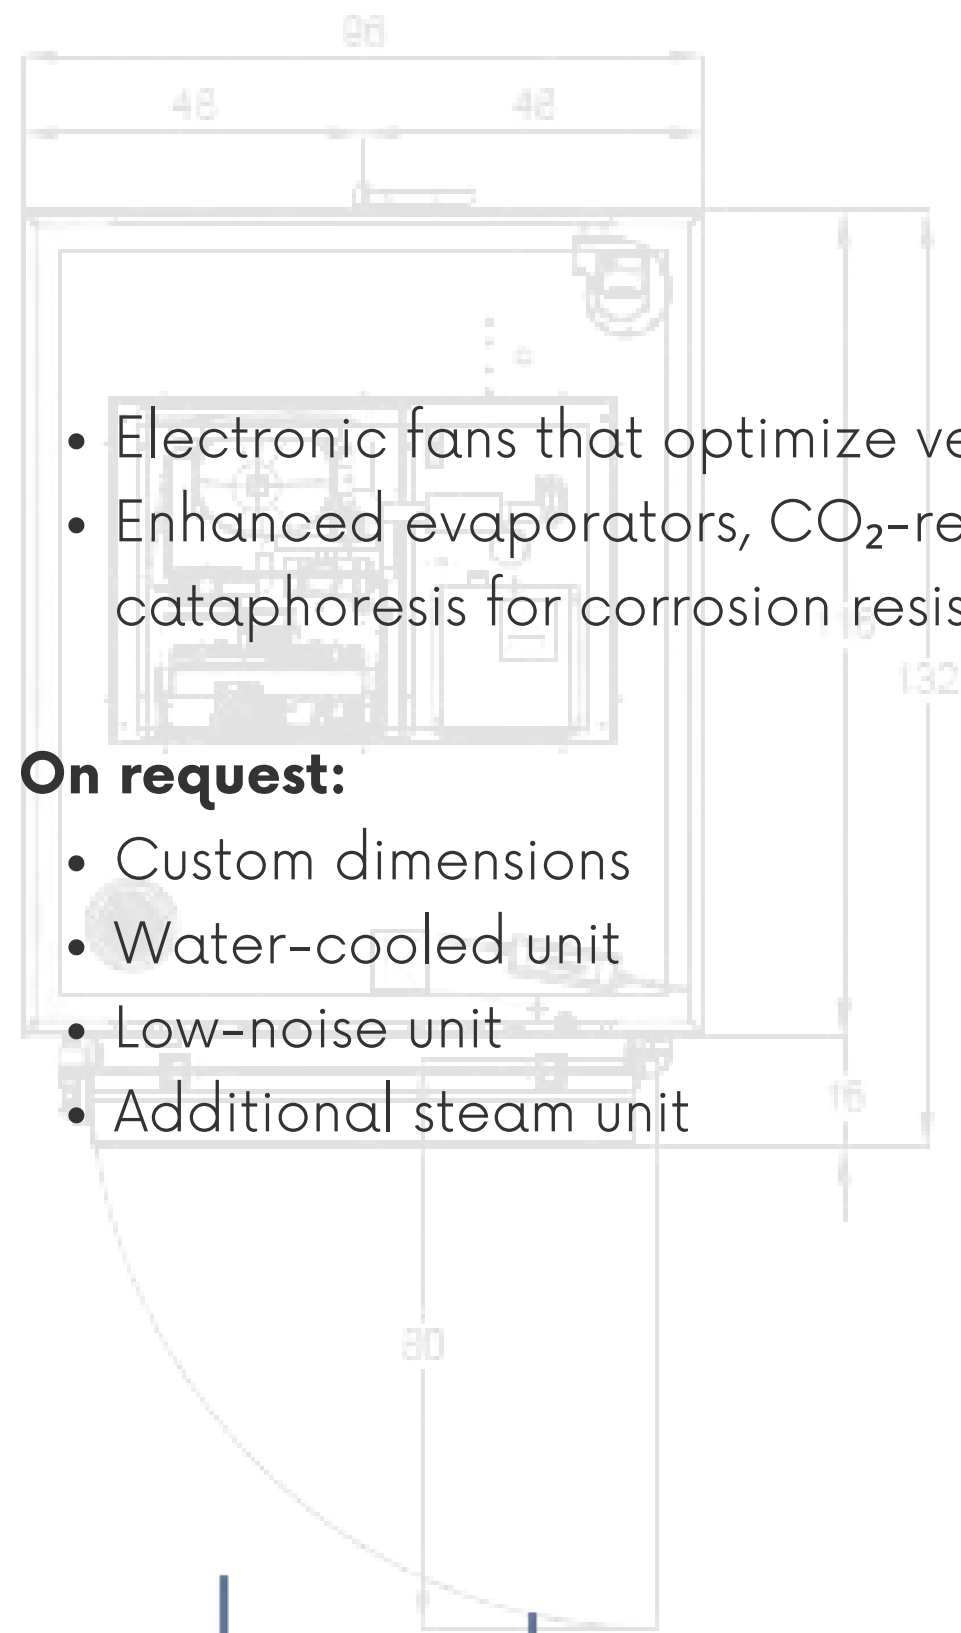 96
48 48
• Electronic fans that optimize ve
• Enhanced evaporators, CO₂-re
cataphoresis for corrosion resis
132
On request:
• Custom dimensions
• Water-cooled unit
• Low-noise unit
• Additional steam unit
16
80